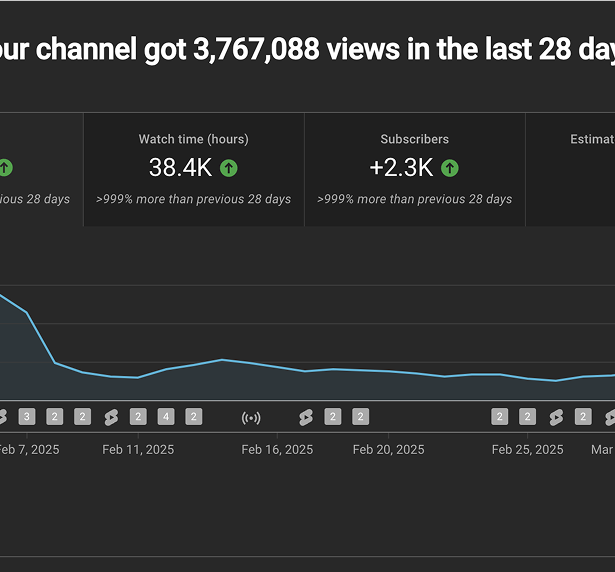 our channel got 3,767,088 views in the last 28 day
Watch time (hours) Subscribers Estimat
38.4K +2.3K
ious 28 days >999% more than previous 28 days >999% more than previous 28 days
3 2 2 2 4 2 2 2 2 2 2
Feb 7, 2025 Feb 11, 2025 Feb 16, 2025 Feb 20, 2025 Feb 25, 2025 Mar